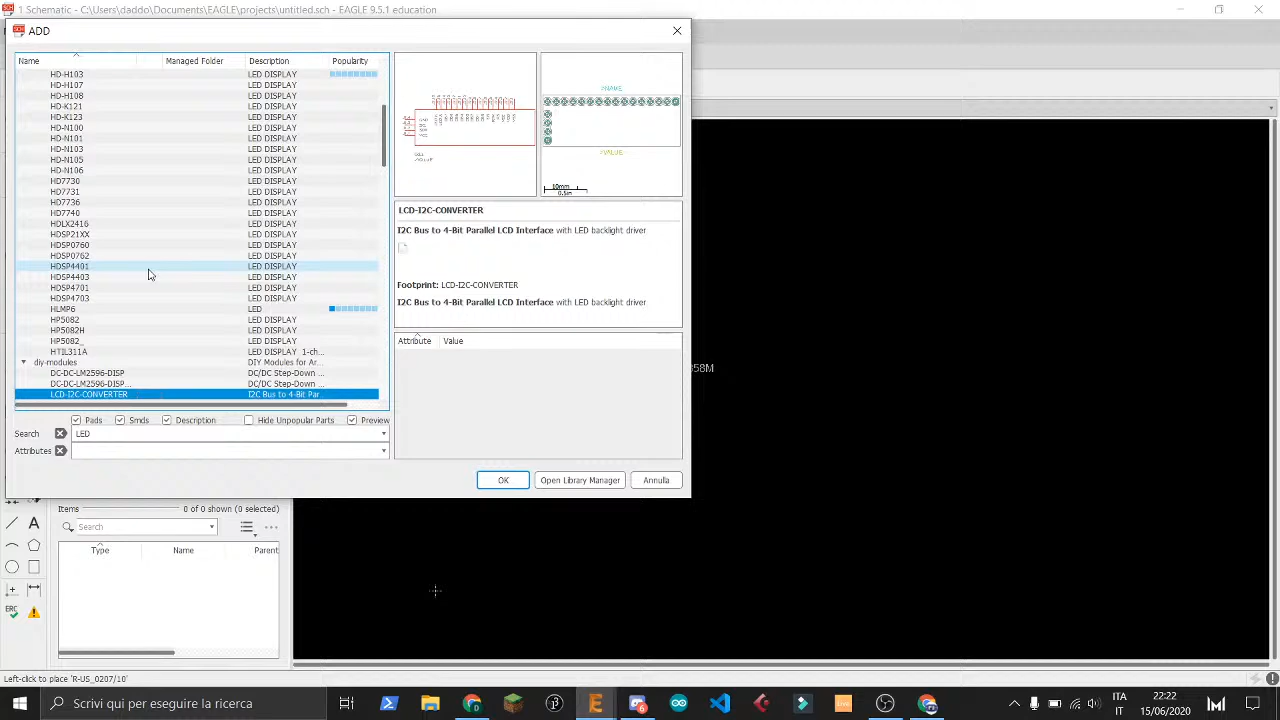 1 Schematic - C:\Users\daddo\Documents\EAGLE\projects\untitled.sch - EAGLE 9.5.1 education
ADD
Name Managed Folder Description Popularity
HD-H103 LED DISPLAY
HD-H107 LED DISPLAY
HD-H108 LED DISPLAY
HD-K121 LED DISPLAY
HD-K123 LED DISPLAY
HD-N100 LED DISPLAY
HD-N101 LED DISPLAY
HD-N103 LED DISPLAY
HD-N105 LED DISPLAY
HD-N106 LED DISPLAY
HD7730 LED DISPLAY
HD7731 LED DISPLAY
HD7736 LED DISPLAY
HD7740 LED DISPLAY
HDLX2416 LED DISPLAY
HDSP21XX LED DISPLAY
HDSP0760 LED DISPLAY
HDSP0762 LED DISPLAY
HDSP4401 LED DISPLAY
HDSP4403 LED DISPLAY
HDSP4701 LED DISPLAY
HDSP4703 LED DISPLAY
HLMP6 LED
HP5082 LED DISPLAY
HP5082H LED DISPLAY
HP5082_ LED DISPLAY
HTIL311A LED DISPLAY 1-ch...
diy-modules DIY Modules for Ar...
DC-DC-LM2596-DISP DC/DC Step-Down ...
DC-DC-LM2596-DISP... DC/DC Step-Down ...
LCD-I2C-CONVERTER I2C Bus to 4-Bit Par...
Pads Smds Description Hide Unpopular Parts Preview
Search LED
Attributes
>NAME
>VALUE
10mm
0.5in
LCD-I2C-CONVERTER
I2C Bus to 4-Bit Parallel LCD Interface with LED backlight driver
Footprint: LCD-I2C-CONVERTER
I2C Bus to 4-Bit Parallel LCD Interface with LED backlight driver
Attribute Value
OK Open Library Manager Annulla
358M
Items 0 of 0 shown (0 selected)
Search
Type Name Parent
ERC
Left-click to place 'R-US_0207/10'
Scrivi qui per eseguire la ricerca
ITA
IT
22:22
15/06/2020